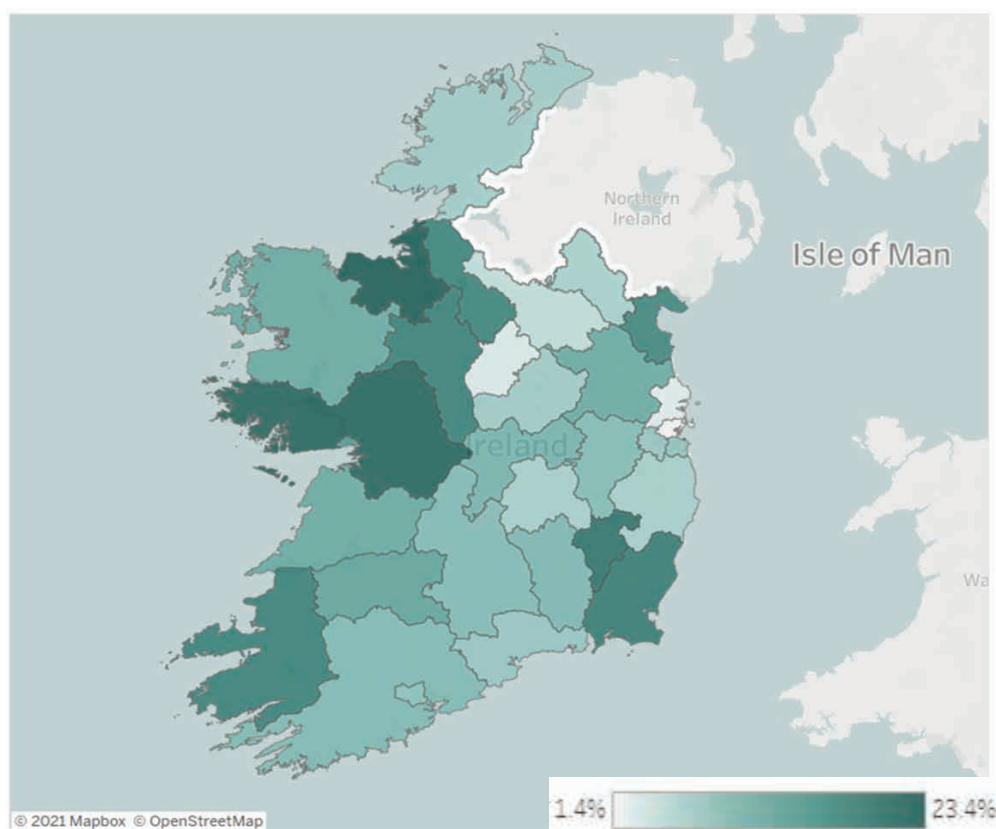 Northern
Ireland
Isle of Man
Ireland
Wa
1.4%
23.4%
© 2021 Mapbox © OpenStreetMap